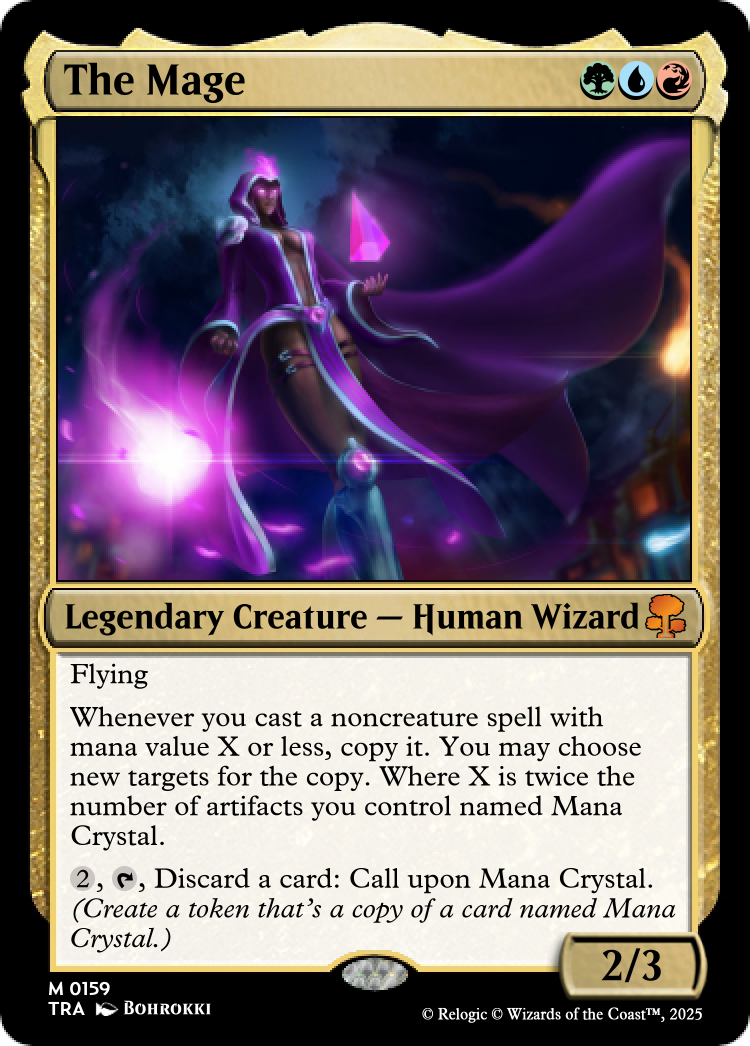 The Mage
Legendary Creature — Human Wizard
Flying
Whenever you cast a noncreature spell with
mana value X or less, copy it. You may choose
new targets for the copy. Where X is twice the
number of artifacts you control named Mana
Crystal.
2, , Discard a card: Call upon Mana Crystal.
(Create a token that's a copy of a card named Mana
Crystal.)
2/3
M 0159
TRA BOHROKKI
© Relogic © Wizards of the Coast™, 2025